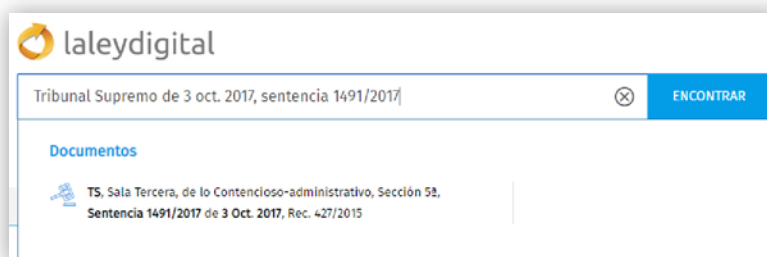 laleydigital
Tribunal Supremo de 3 oct. 2017, sentencia 1491/2017
ENCONTRAR
Documentos
TS, Sala Tercera, de lo Contencioso-administrativo, Sección 5ª,
Sentencia 1491/2017 de 3 Oct. 2017, Rec. 427/2015